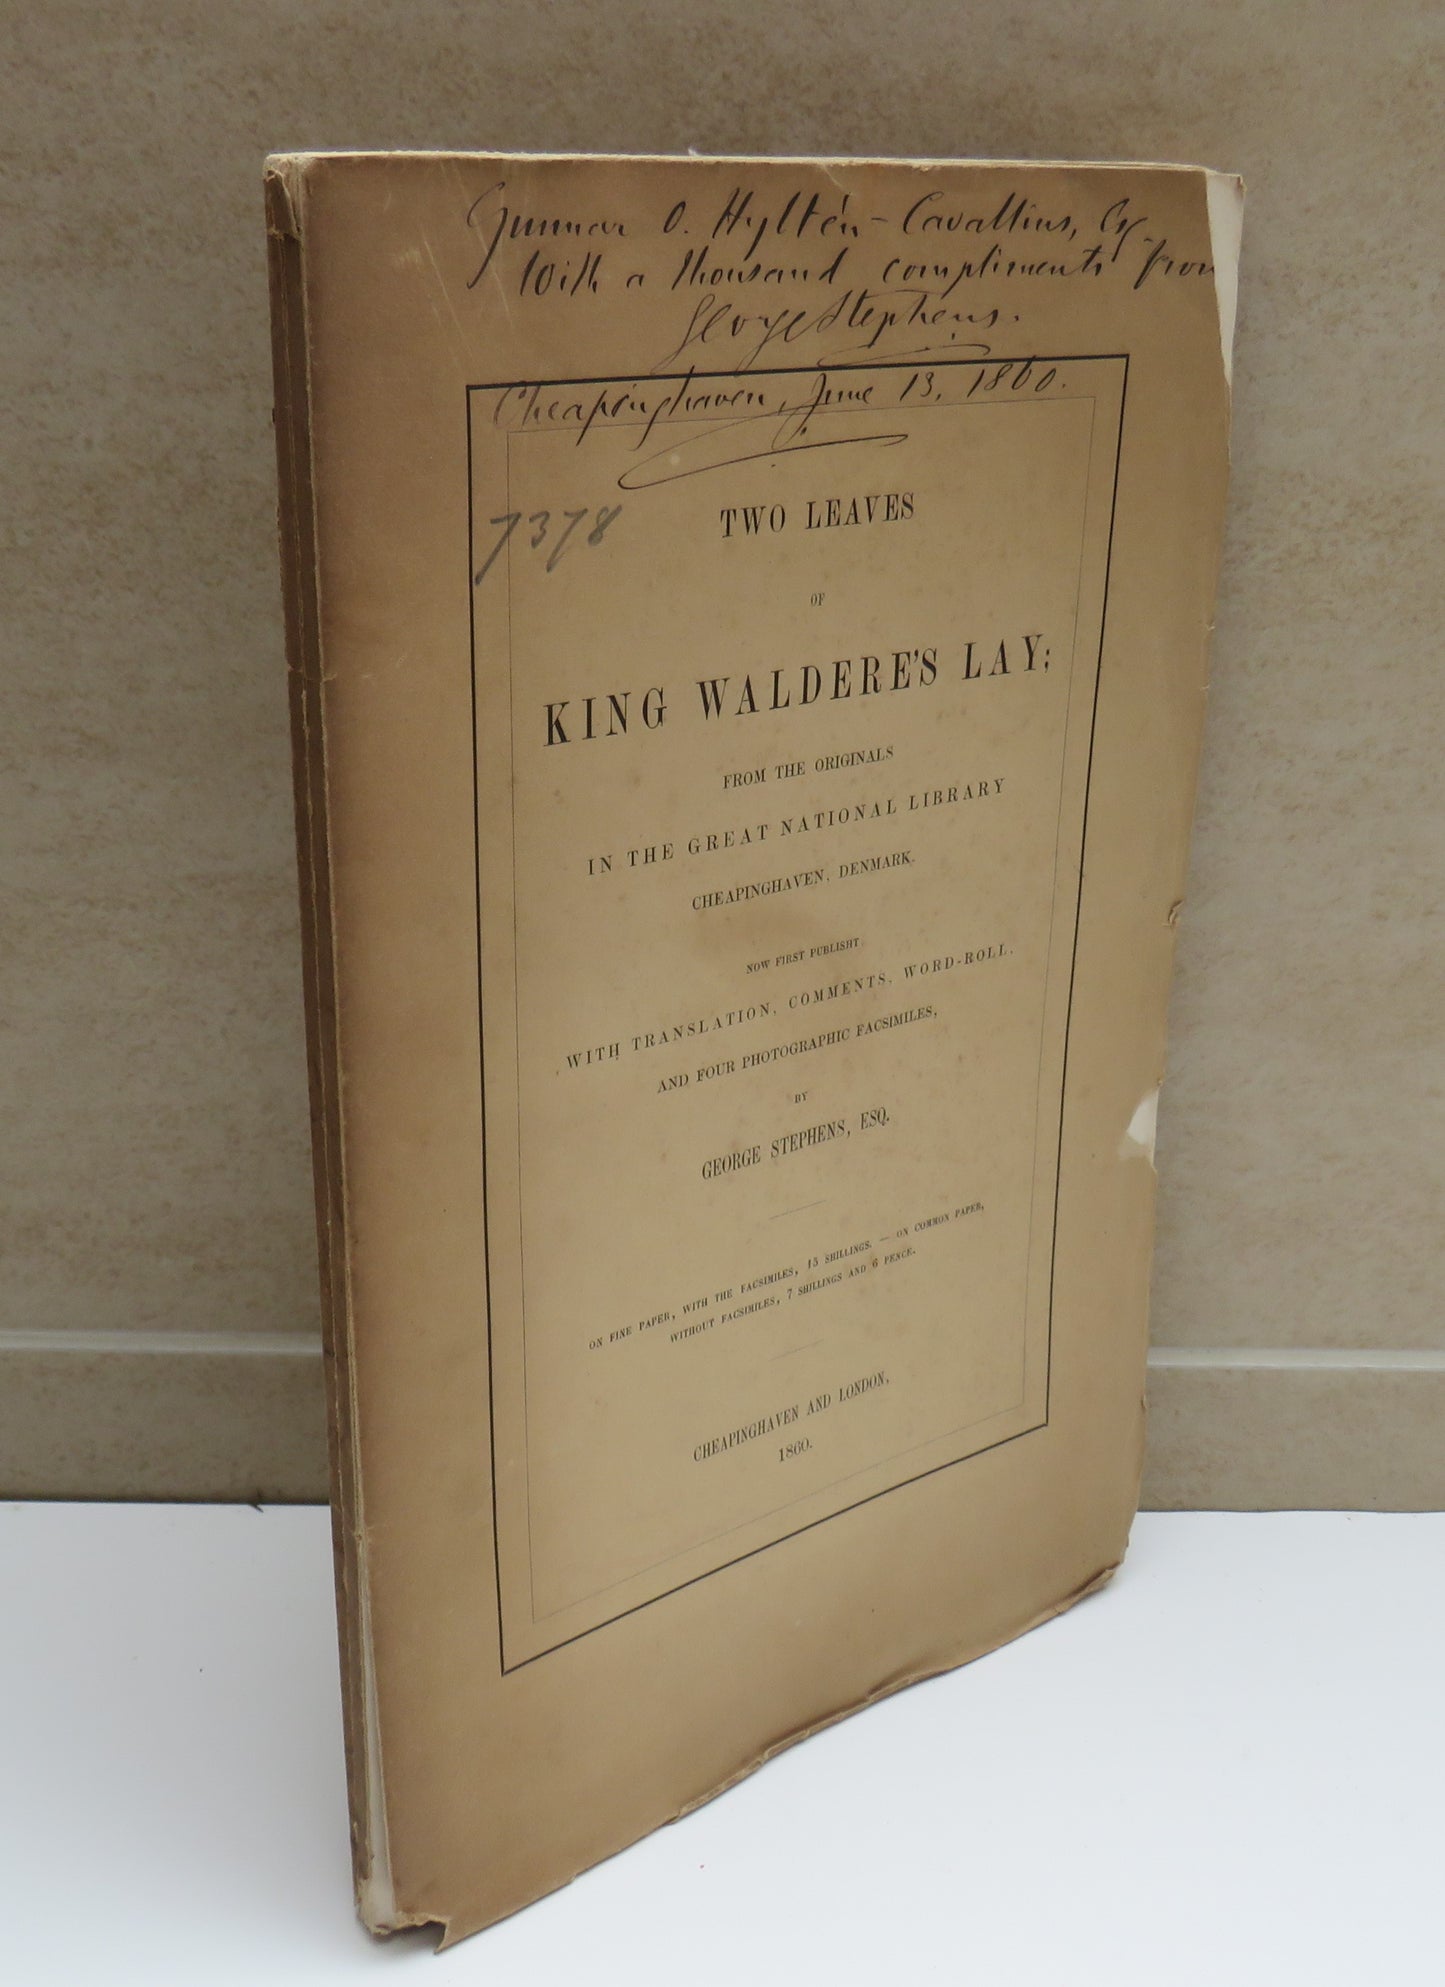 Gunnar O. Hyltén-Cavallius, Esq.
With a thousand compliments from
George Stephens.
Cheapinghaven, June 13, 1860.
7378
TWO LEAVES
OF
KING WALDERE'S LAY;
FROM THE ORIGINALS
IN THE GREAT NATIONAL LIBRARY
CHEAPINGHAVEN, DENMARK.
NOW FIRST PUBLISHT
WITH TRANSLATION, COMMENTS, WORD-ROLL,
AND FOUR PHOTOGRAPHIC FACSIMILES,
BY
GEORGE STEPHENS, ESQ.
ON FINE PAPER, WITH THE FACSIMILES, 15 SHILLINGS. — ON COMMON PAPER,
WITHOUT FACSIMILES, 7 SHILLINGS AND 6 PENCE.
CHEAPINGHAVEN AND LONDON,
1860.